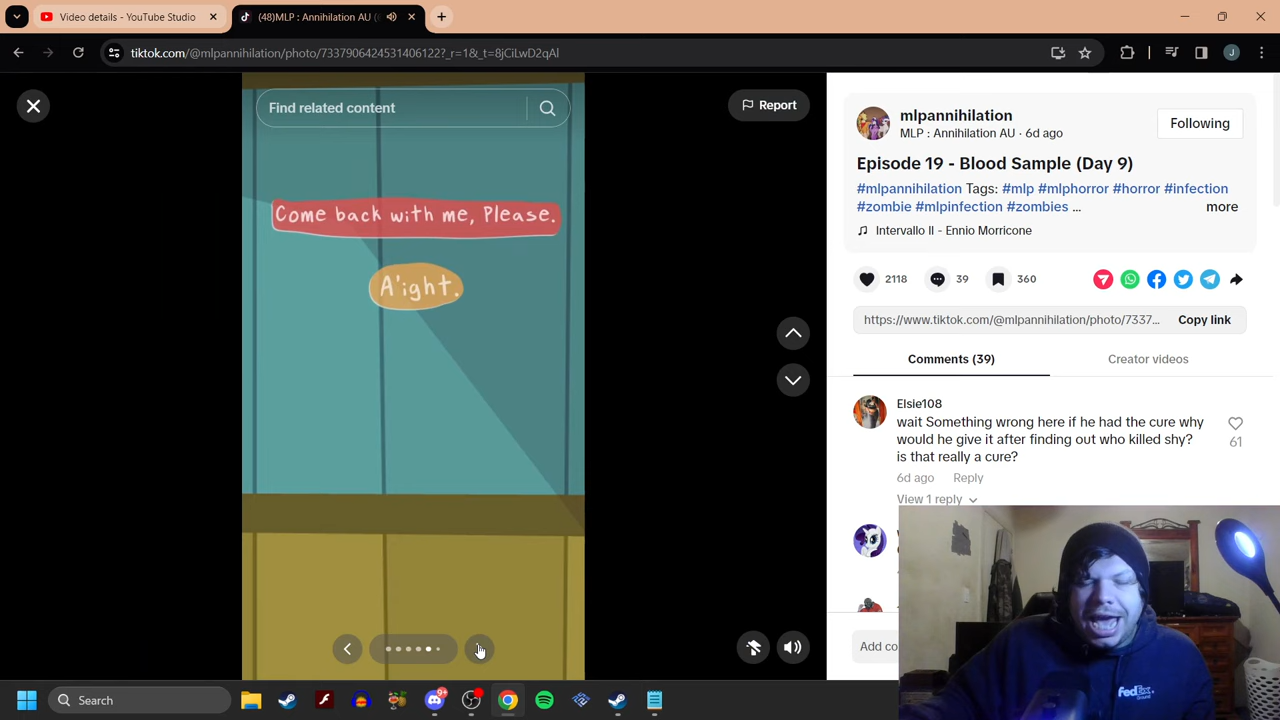 Video details - YouTube Studio
(48)MLP : Annihilation AU (
tiktok.com/@mlpannihilation/photo/7337906424531406122?_r=1&_t=8jCiLwD2qAl
J
Find related content
Report
Come back with me, Please.
A'ight.
mlpannihilation
MLP : Annihilation AU · 6d ago
Following
Episode 19 - Blood Sample (Day 9)
#mlpannihilation Tags: #mlp #mlphorror #horror #infection
#zombie #mlpinfection #zombies ...
more
Intervallo II - Ennio Morricone
2118
39
360
https://www.tiktok.com/@mlpannihilation/photo/7337...
Copy link
Comments (39)
Creator videos
Elsie108
wait Something wrong here if he had the cure why
would he give it after finding out who killed shy?
is that really a cure?
61
6d ago
Reply
View 1 reply
Add co
FedEx
Ground
Search
9+